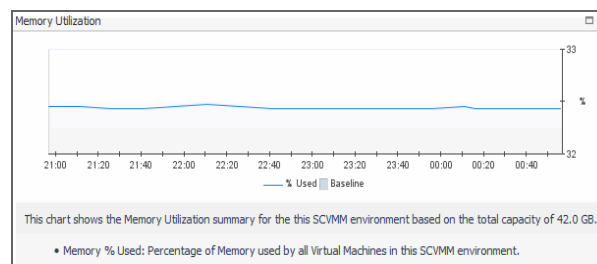 Memory Utilization
33
%
32
21:00 21:20 21:40 22:00 22:20 22:40 23:00 23:20 23:40 00:00 00:20 00:40
% Used Baseline
This chart shows the Memory Utilization summary for the this SCVMM environment based on the total capacity of 42.0 GB.
• Memory % Used: Percentage of Memory used by all Virtual Machines in this SCVMM environment.